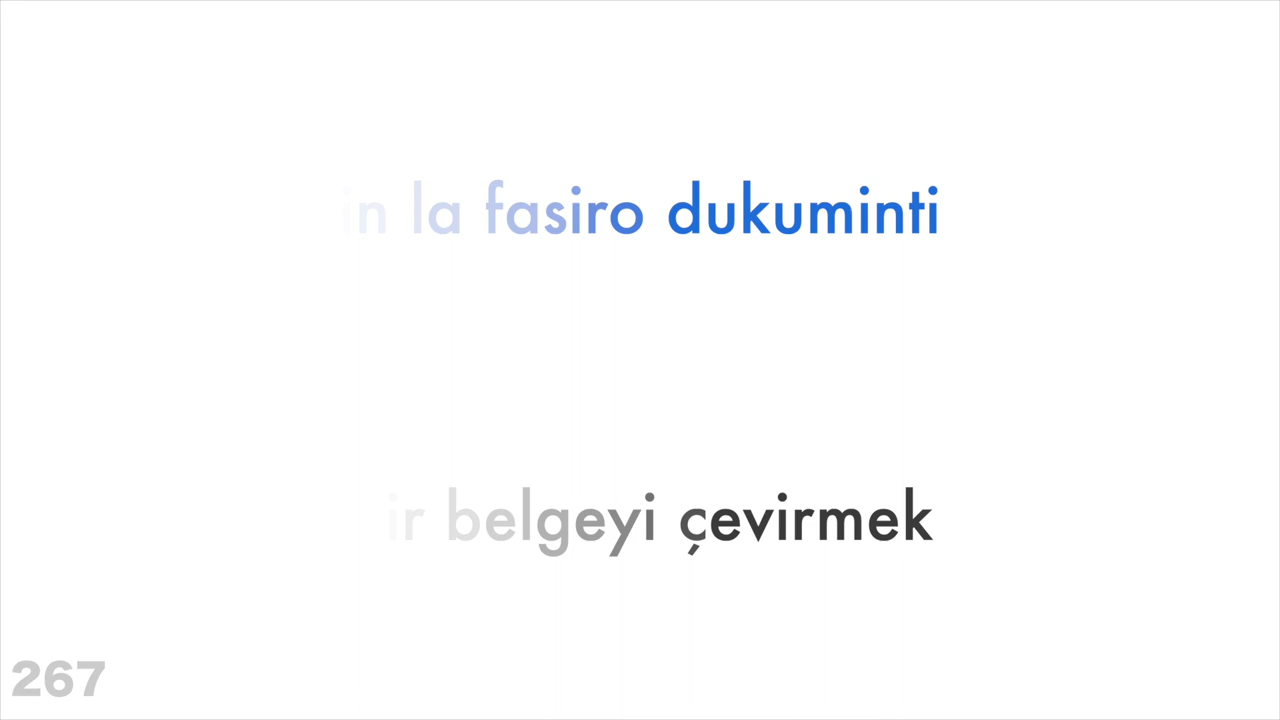 in la fasiro dukuminti
ir belgeyi çevirmek
267